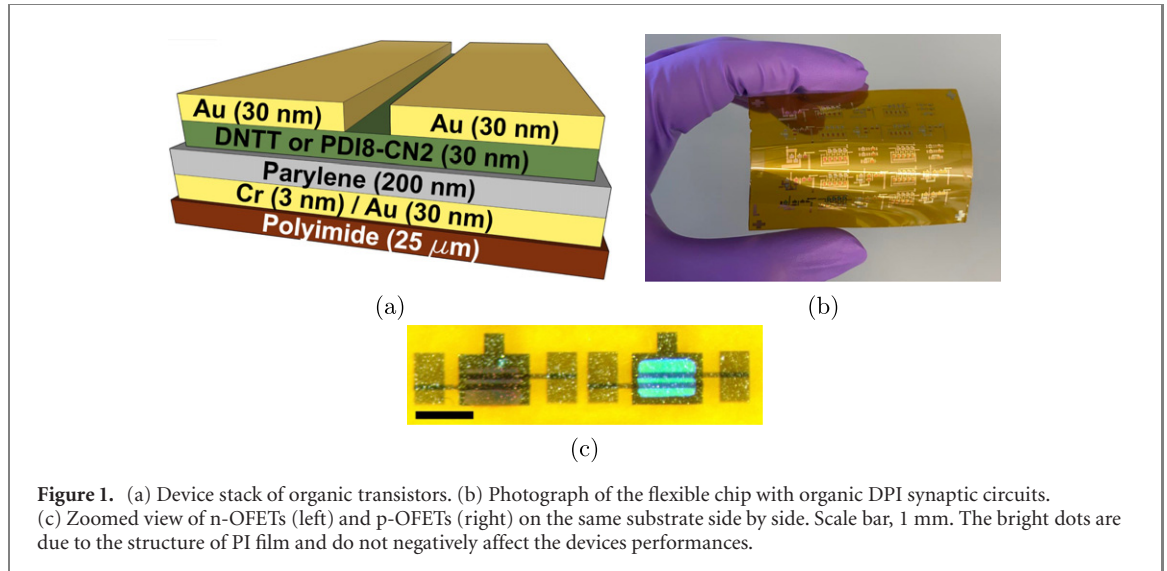 Au (30 nm)
Au (30 nm)
DNTT or PDI8-CN2 (30 nm)
Parylene (200 nm)
Cr (3 nm) / Au (30 nm)
Polyimide (25 μm)
(a)
(b)
(c)
Figure 1. (a) Device stack of organic transistors. (b) Photograph of the flexible chip with organic DPI synaptic circuits.
(c) Zoomed view of n-OFETs (left) and p-OFETs (right) on the same substrate side by side. Scale bar, 1 mm. The bright dots are
due to the structure of PI film and do not negatively affect the devices performances.